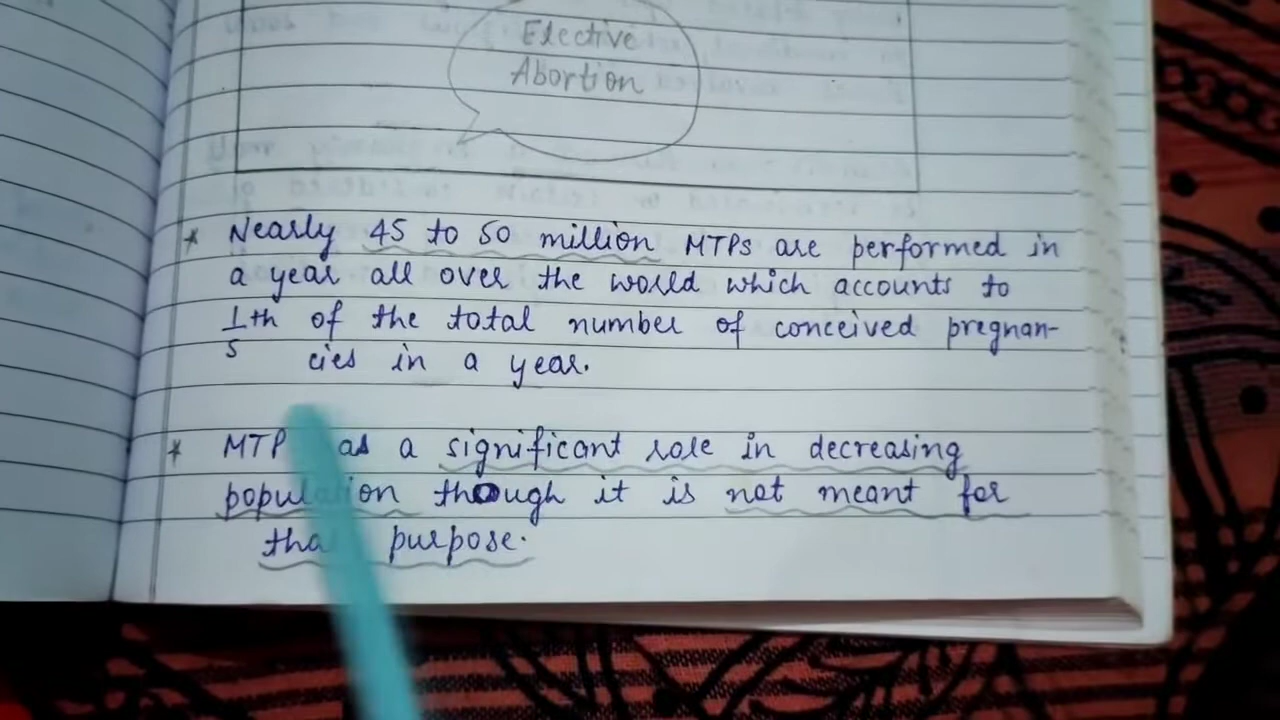 Elective
Abortion
* Nearly 45 to 50 million MTPs are performed in
a year all over the world which accounts to
1/5th of the total number of conceived pregnan-
cies in a year.
* MTP as a significant role in decreasing
population though it is not meant for
tha purpose.